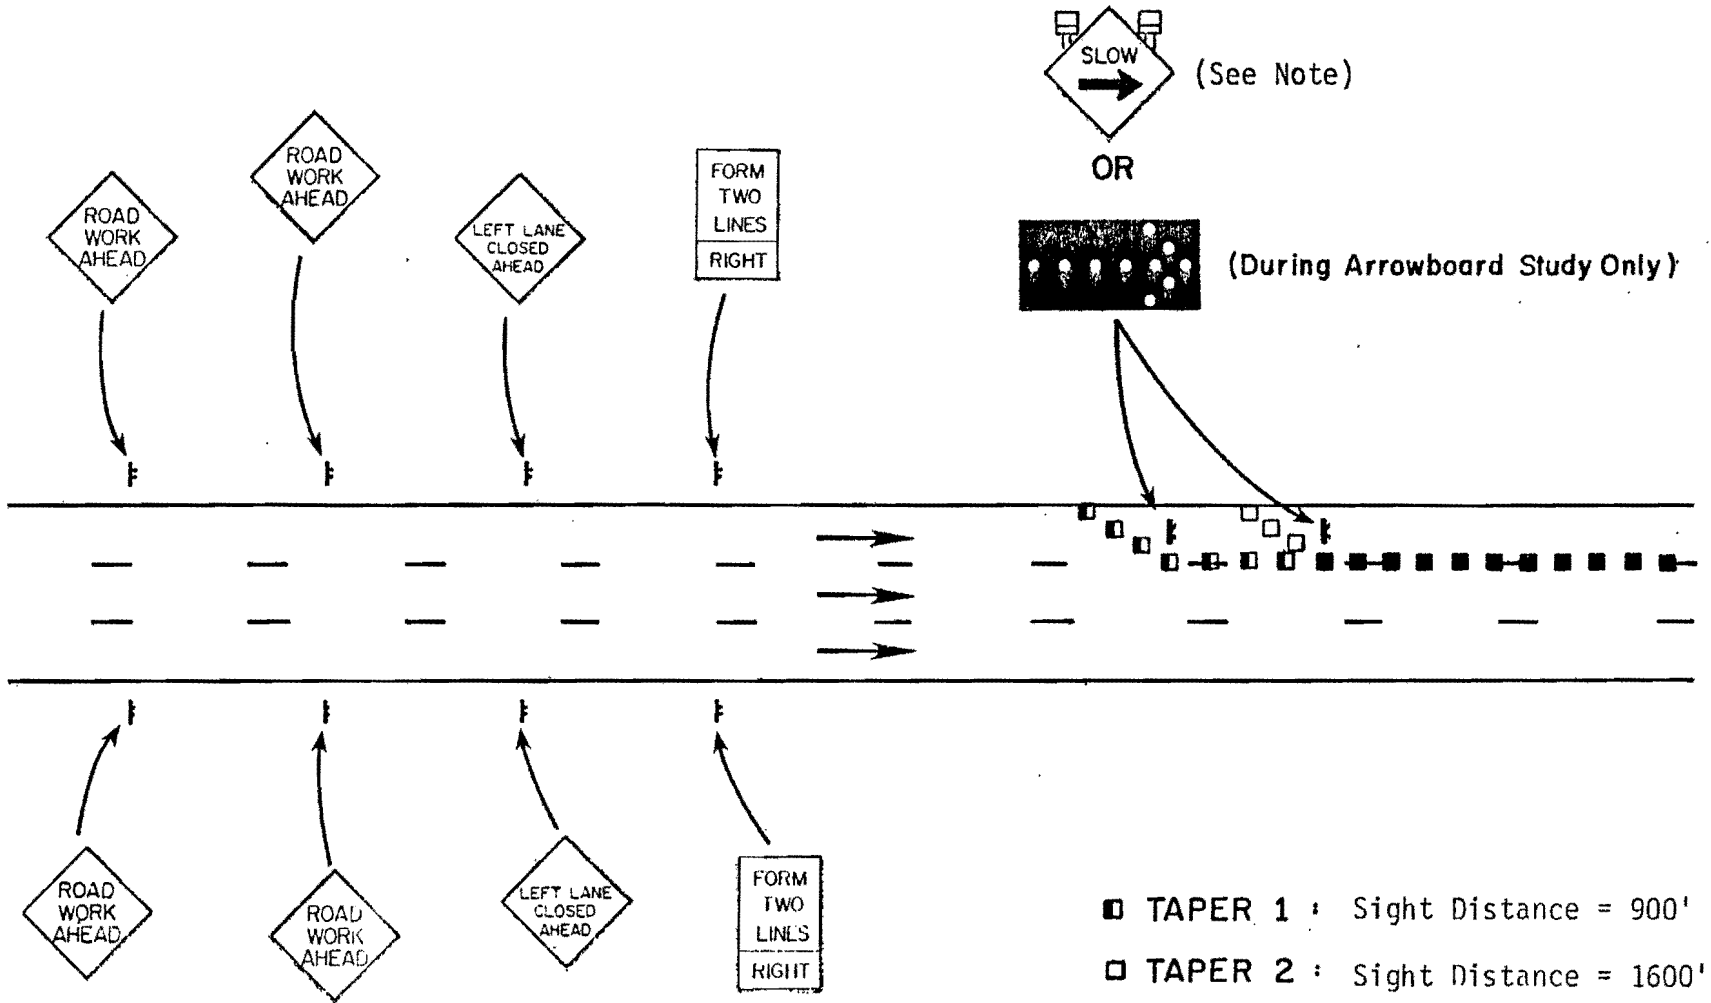 SLOW
(See Note)
OR
(During Arrowboard Study Only)
ROAD
WORK
AHEAD
ROAD
WORK
AHEAD
LEFT LANE
CLOSED
AHEAD
FORM
TWO
LINES
RIGHT
ROAD
WORK
AHEAD
ROAD
WORK
AHEAD
LEFT LANE
CLOSED
AHEAD
FORM
TWO
LINES
RIGHT
TAPER 1 : Sight Distance = 900'
TAPER 2 : Sight Distance = 1600'